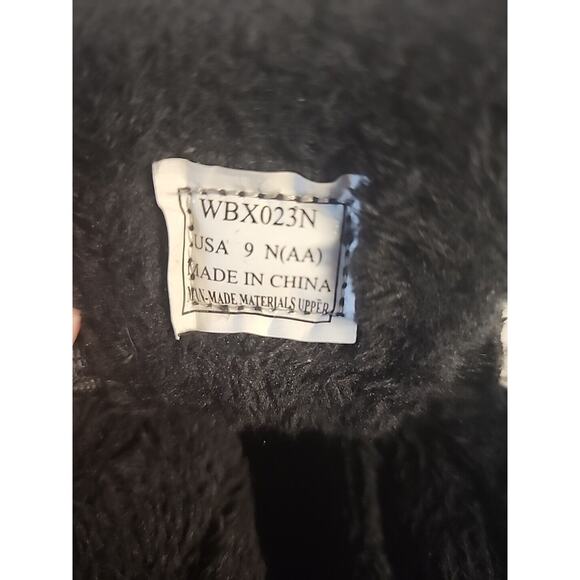 WBX023N
USA 9 N(AA)
MADE IN CHINA
MAN-MADE MATERIALS UPPER